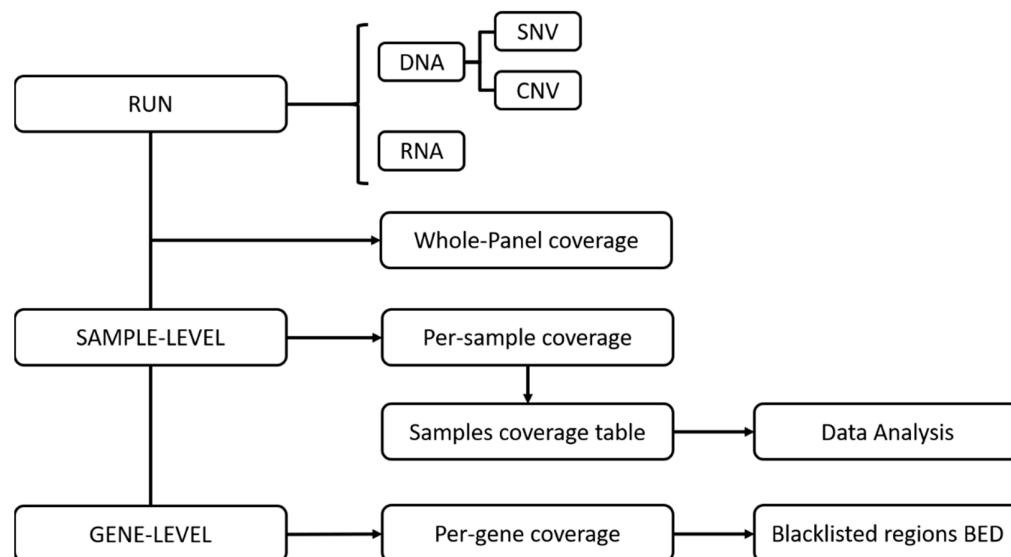 SNV
DNA
CNV
RUN
RNA
Whole-Panel coverage
SAMPLE-LEVEL
Per-sample coverage
Samples coverage table
Data Analysis
GENE-LEVEL
Per-gene coverage
Blacklisted regions BED